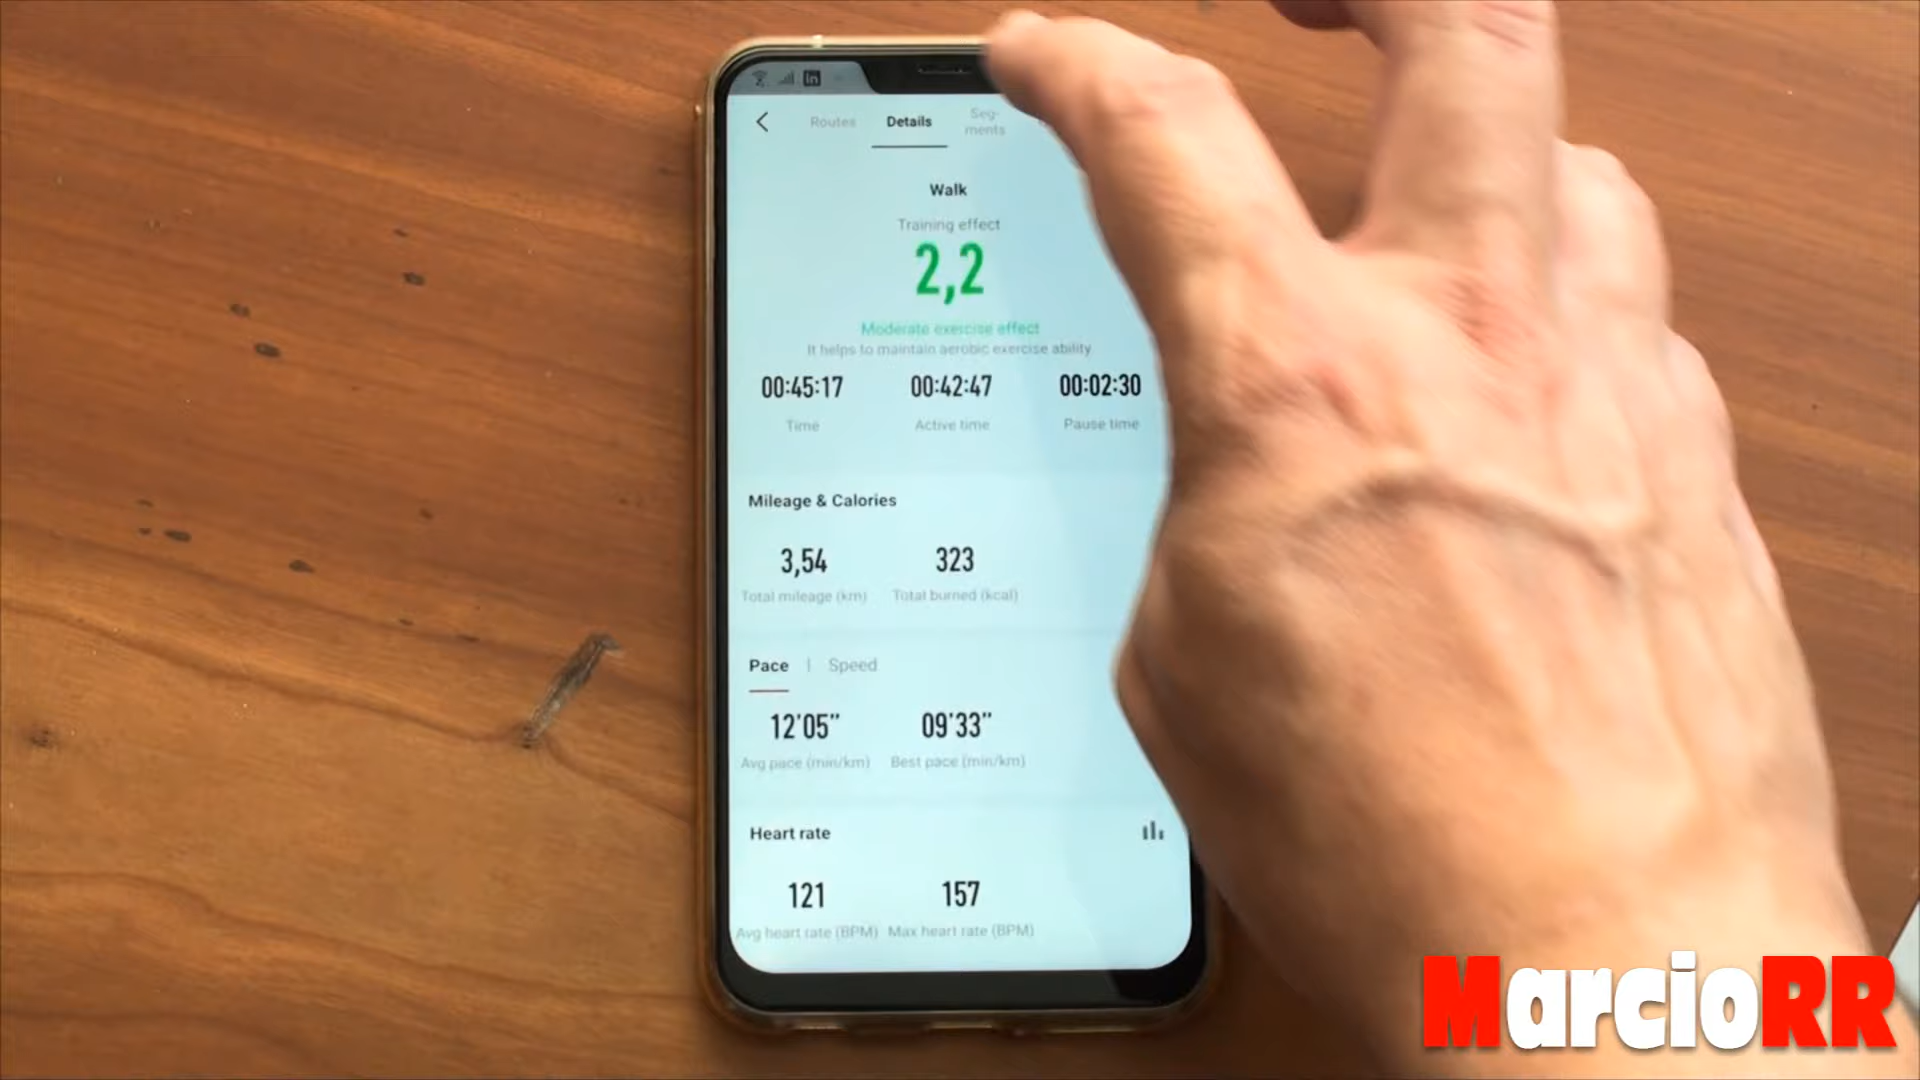 Routes Details Seg-
ments
Walk
Training effect
2,2
Moderate exercise effect
It helps to maintain aerobic exercise ability
00:45:17 00:42:47 00:02:30
Time Active time Pause time
Mileage & Calories
3,54 323
Total mileage (km) Total burned (kcal)
Pace | Speed
12'05" 09'33"
Avg pace (min/km) Best pace (min/km)
Heart rate
121 157
Avg heart rate (BPM) Max heart rate (BPM)
in
MarcioRR